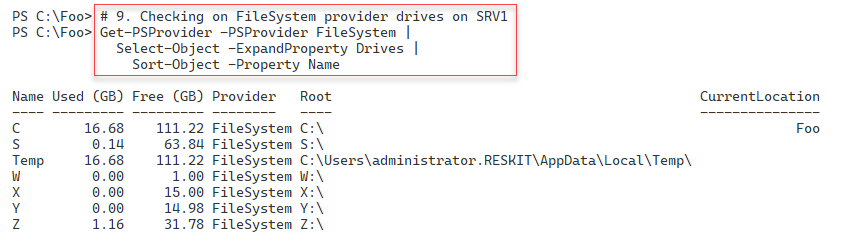 PS C:\Foo> # 9. Checking on FileSystem provider drives on SRV1
PS C:\Foo> Get-PSProvider -PSProvider FileSystem |
  Select-Object -ExpandProperty Drives |
    Sort-Object -Property Name
Name Used (GB) Free (GB) Provider   Root                                              CurrentLocation
---- --------- --------- --------   ----                                              ---------------
C        16.68    111.22 FileSystem C:\                                                           Foo
S         0.14     63.84 FileSystem S:\
Temp     16.68    111.22 FileSystem C:\Users\administrator.RESKIT\AppData\Local\Temp\
W         0.00      1.00 FileSystem W:\
X         0.00     15.00 FileSystem X:\
Y         0.00     14.98 FileSystem Y:\
Z         1.16     31.78 FileSystem Z:\